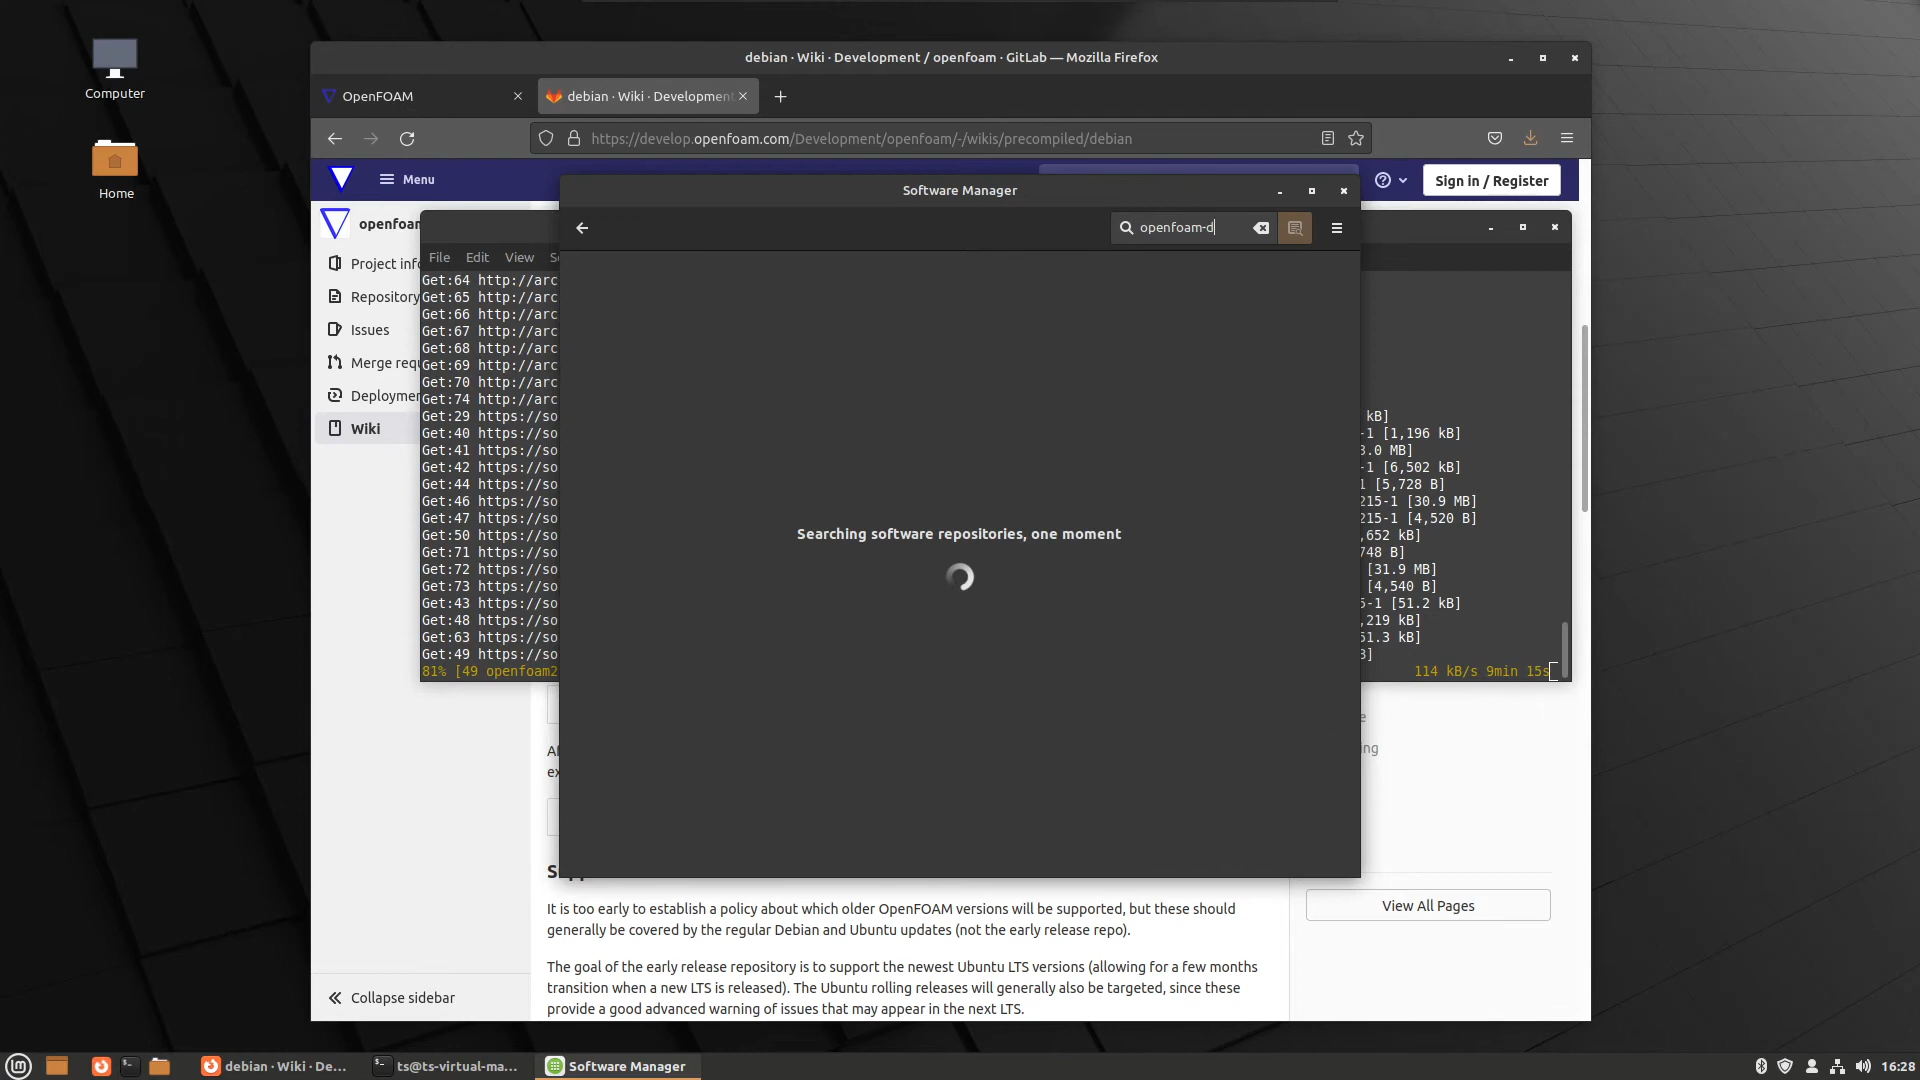 Computer
Home
debian · Wiki · Development / openfoam · GitLab — Mozilla Firefox
OpenFOAM
debian · Wiki · Development
https://develop.openfoam.com/Development/openfoam/-/wikis/precompiled/debian
Menu
Sign in / Register
Software Manager
openfoam-d
openfoam
Project info
Repository
Issues
Merge requ
Deploymen
Wiki
File Edit View S
Get:64 http://arc
Get:65 http://arc
Get:66 http://arc
Get:67 http://arc
Get:68 http://arc
Get:69 http://arc
Get:70 http://arc
Get:74 http://arc
Get:29 https://so kB]
Get:40 https://so -1 [1,196 kB]
Get:41 https://so 3.0 MB]
Get:42 https://so -1 [6,502 kB]
Get:44 https://so 1 [5,728 B]
Get:46 https://so 215-1 [30.9 MB]
Get:47 https://so 215-1 [4,520 B]
Get:50 https://so ,652 kB]
Get:71 https://so 748 B]
Get:72 https://so [31.9 MB]
Get:73 https://so [4,540 B]
Get:43 https://so 5-1 [51.2 kB]
Get:48 https://so ,219 kB]
Get:63 https://so 51.3 kB]
Get:49 https://so B]
81% [49 openfoam2 114 kB/s 9min 15s
Searching software repositories, one moment
Af
ex
e
ng
It is too early to establish a policy about which older OpenFOAM versions will be supported, but these should
generally be covered by the regular Debian and Ubuntu updates (not the early release repo).
The goal of the early release repository is to support the newest Ubuntu LTS versions (allowing for a few months
transition when a new LTS is released). The Ubuntu rolling releases will generally also be targeted, since these
provide a good advanced warning of issues that may appear in the next LTS.
View All Pages
Collapse sidebar
debian · Wiki · De...
ts@ts-virtual-ma...
Software Manager
16:28